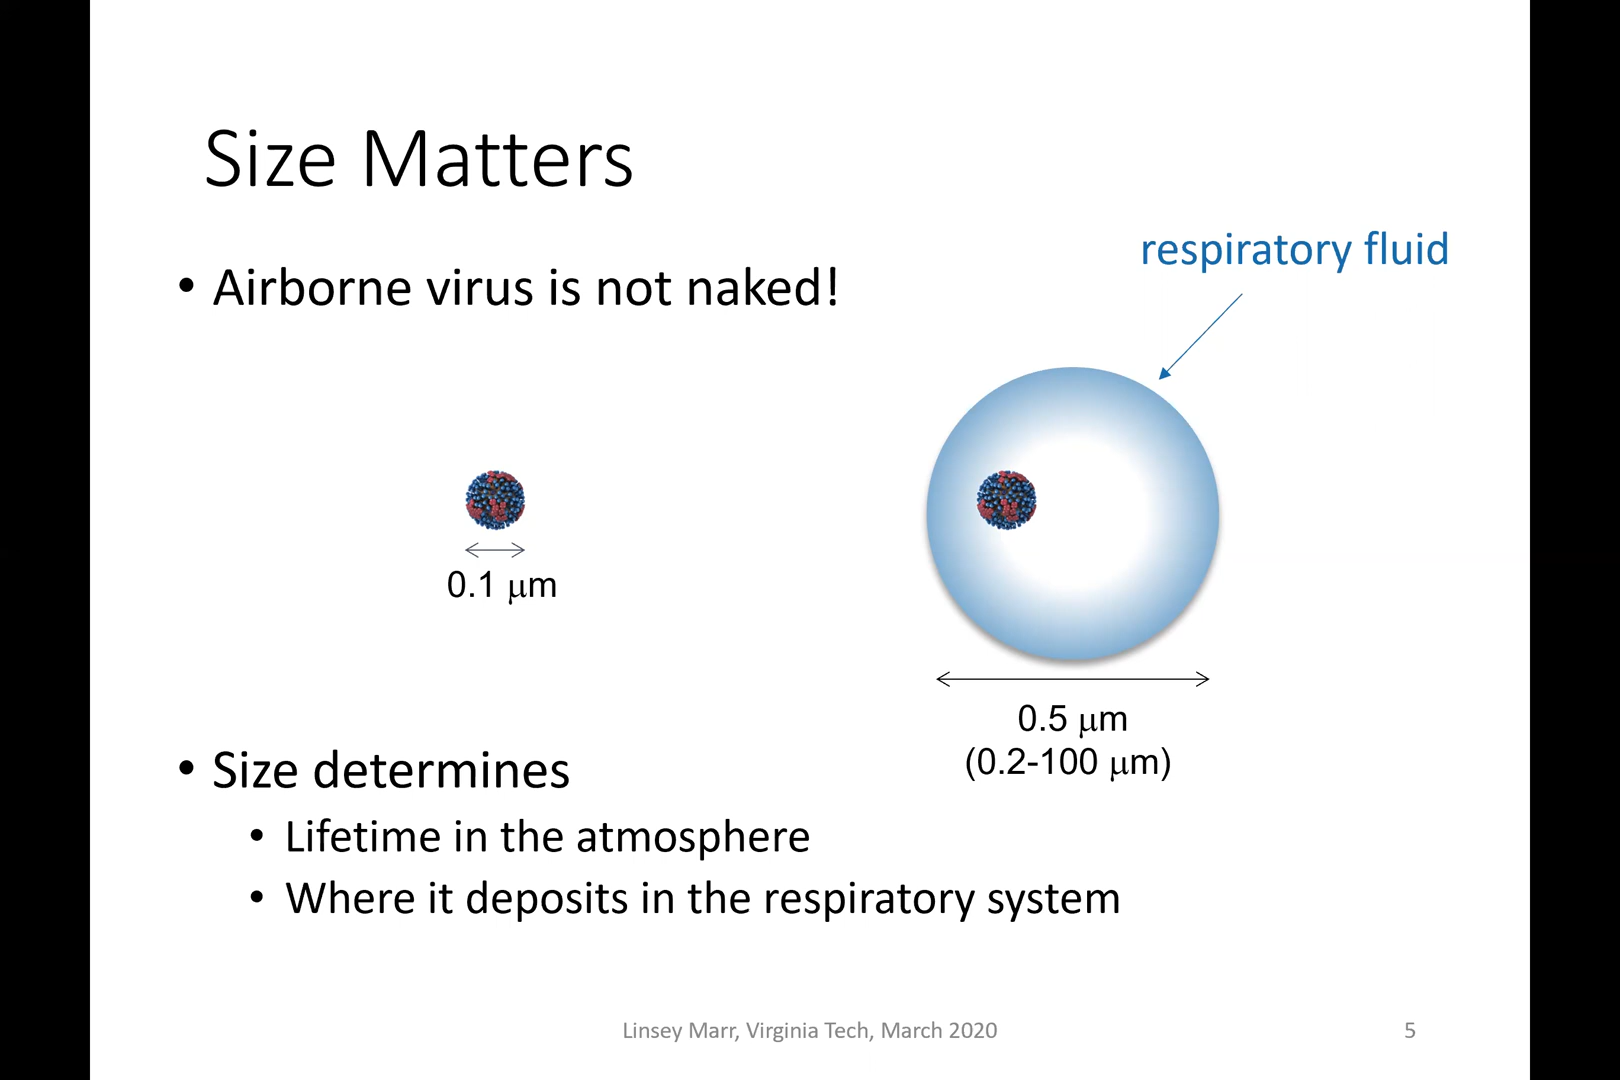 Size Matters
• Airborne virus is not naked!
respiratory fluid
0.1 μm
0.5 μm
(0.2-100 μm)
• Size determines
• Lifetime in the atmosphere
• Where it deposits in the respiratory system
Linsey Marr, Virginia Tech, March 2020
5